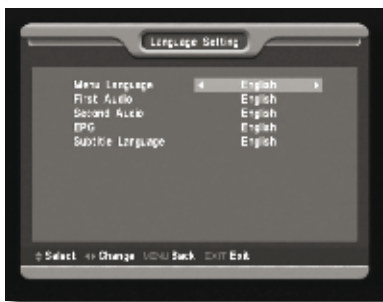 Language Setting
Menu Language English
First Audio English
Second Audio English
EPG English
Subtitle Language English
Select Change MENU Back EXIT Exit